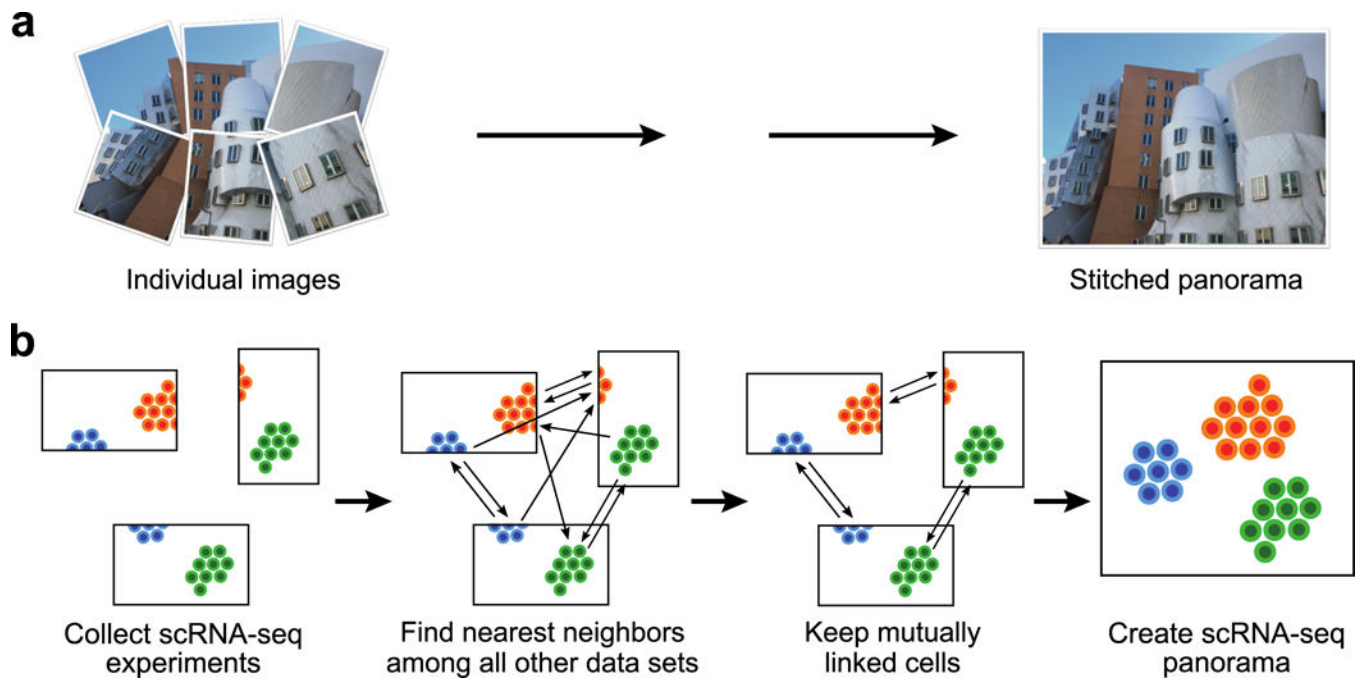 a
Individual images
Stitched panorama
b
Collect scRNA-seq
experiments
Find nearest neighbors
among all other data sets
Keep mutually
linked cells
Create scRNA-seq
panorama